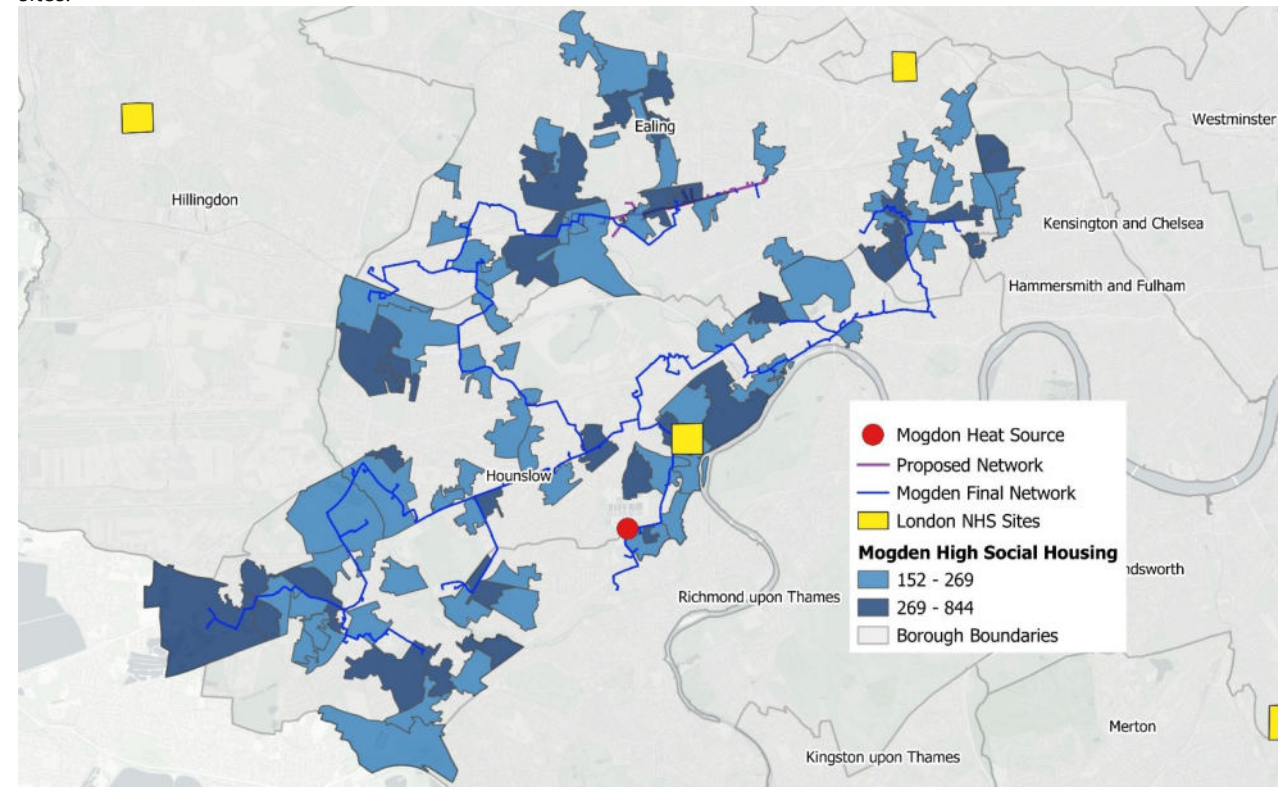 sites.
Ealing
Westminster
Hillingdon
Kensington and Chelsea
Hammersmith and Fulham
Mogdon Heat Source
Proposed Network
Mogden Final Network
Hounslow
London NHS Sites
Mogden High Social Housing
152 - 269
ndsworth
Richmond upon Thames
269 - 844
Borough Boundaries
Merton
Kingston upon Thames